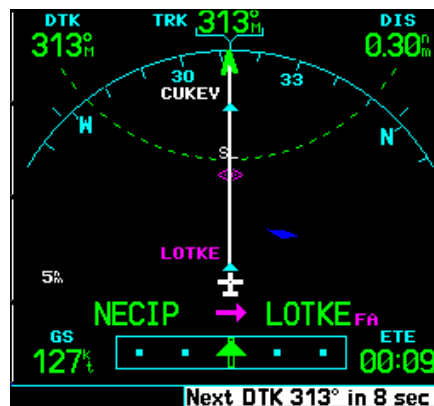 DTK TRK 313°M DIS
313°M 0.30nm
30 33
CUKEV
W N
S
LOTKE
5nm
NECIP → LOTKE FA
GS ETE
127kt 00:09
Next DTK 313° in 8 sec